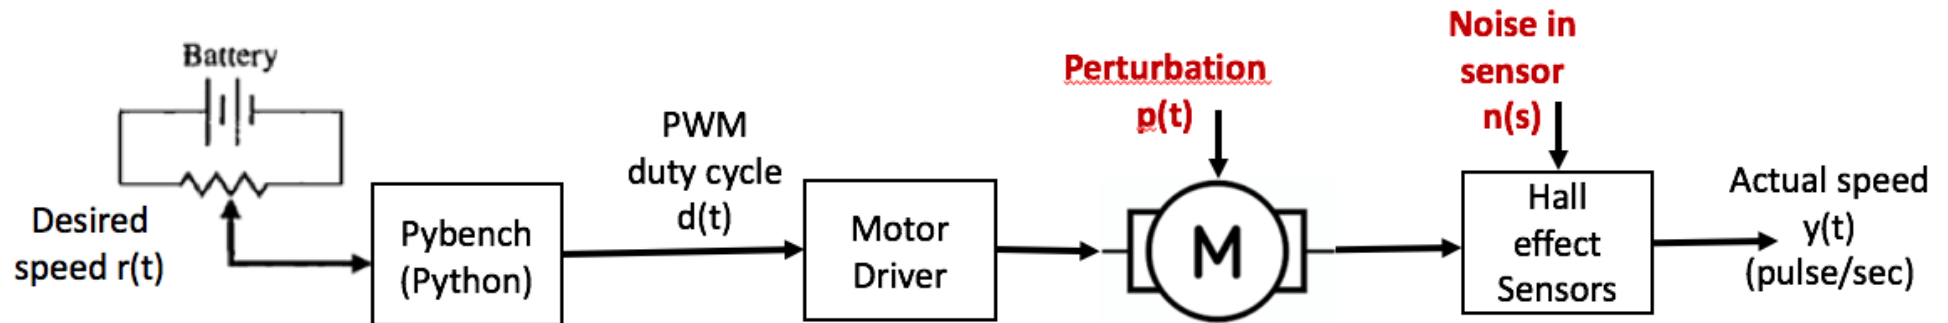 Battery
Desired
speed r(t)
Pybench
(Python)
PWM
duty cycle
d(t)
Motor
Driver
Perturbation
p(t)
M
Noise in
sensor
n(s)
Hall
effect
Sensors
Actual speed
y(t)
(pulse/sec)